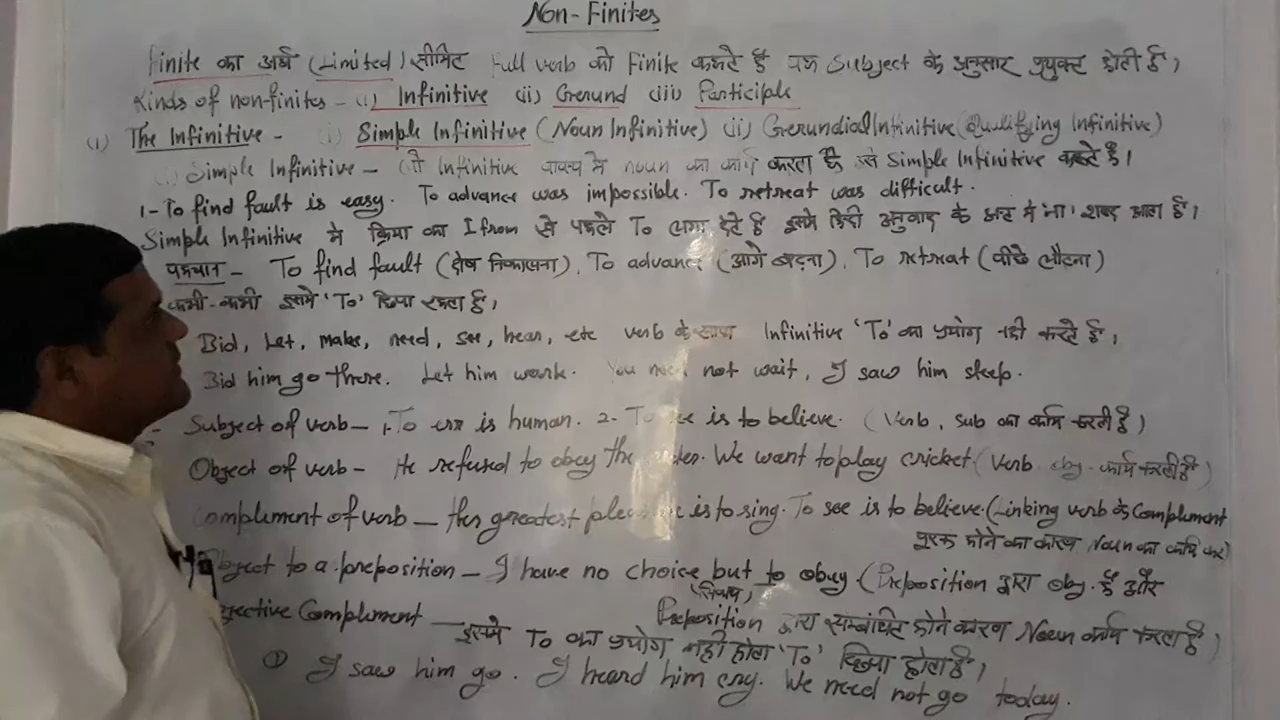 Non-Finites
Finite का अर्थ (Limited) सीमित Full verb को Finite कहते हैं यह Subject के अनुसार प्रयुक्त होती है,
Kinds of non-finites - (i) Infinitive (ii) Gerund (iii) Participle
(i) The Infinitive - (i) Simple Infinitive (Noun Infinitive) (ii) Gerundial Infinitive (Qualifying Infinitive)
Simple Infinitive - जो Infinitive वाक्य में noun का कार्य करता है उसे Simple Infinitive कहते हैं।
1- To find fault is easy. To advance was impossible. To retreat was difficult.
Simple Infinitive में क्रिया का I from से पहले To लगा देते हैं इसके हिन्दी अनुवाद के अंत में ना शब्द आता है।
पहचान - To find fault (दोष निकालना), To advance (आगे बढ़ना), To retreat (पीछे लौटना)
कभी-कभी इसमें 'To' छिपा रहता है,
Bid, Let, make, need, see, hear, etc verb के साथ Infinitive 'To' का प्रयोग नही करते हैं,
Bid him go there. Let him work. You need not wait, I saw him sleep.
Subject of verb - 1. To err is human. 2- To see is to believe. (Verb, sub का कार्य करती है)
Object of verb - He refused to obey the We want to play cricket (Verb obj. कार्य करती है)
Complement of verb - greatest pleasure is to sing. To see is to believe. (Linking verb के Complement
पूरक होने का कारण Noun का कार्य
Object to a preposition - I have no choice but to obey (Preposition द्वारा obj. है और
(सिवाय) Preposition द्वारा सम्बंधित होने कारण Noun कार्य करता है)
Complement - इसमें To का प्रयोग नही होता 'To' छिपा होता है,
① I saw him go. I heard him cry. We need not go today.